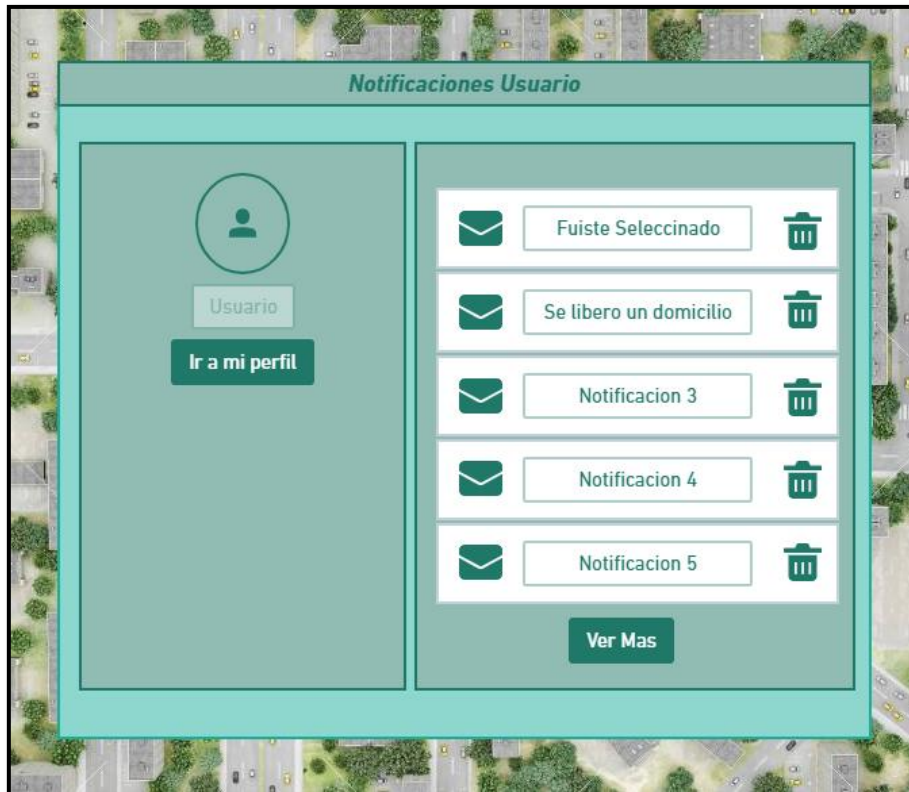 Notificaciones Usuario
Usuario
Ir a mi perfil
Fuiste Seleccinado
Se libero un domicilio
Notificacion 3
Notificacion 4
Notificacion 5
Ver Mas